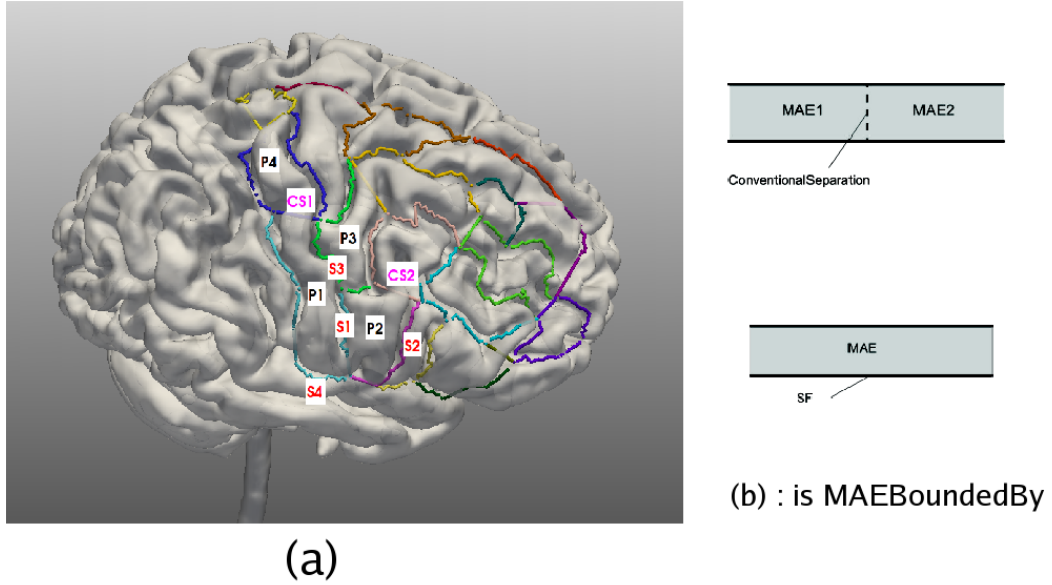 P4
CS1
P3
S3
CS2
P1
S1
P2
S2
S4
(a)
MAE1 MAE2
ConventionalSeparation
MAE
SF
(b) : is MAEBoundedBy